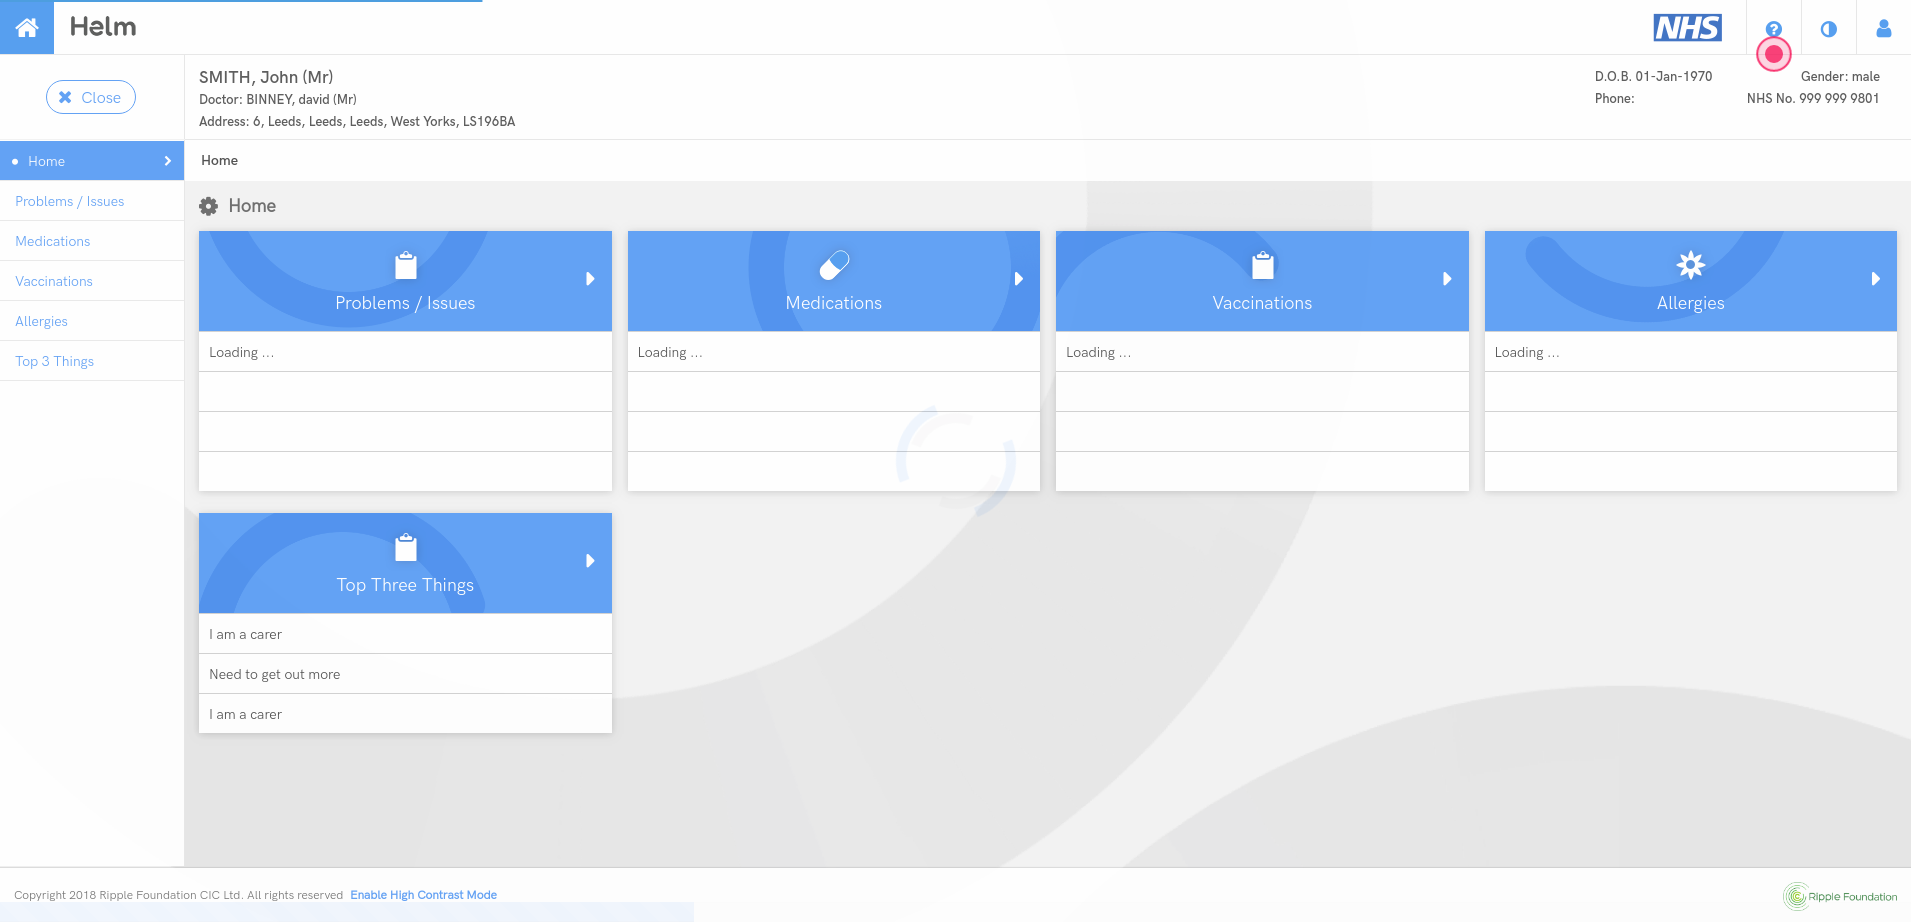 Helm
NHS
?
SMITH, John (Mr)
Doctor: BINNEY, david (Mr)
Address: 6, Leeds, Leeds, Leeds, West Yorks, LS196BA
D.O.B. 01-Jan-1970
Gender: male
Phone:
NHS No. 999 999 9801
Close
Home
Problems / Issues
Medications
Vaccinations
Allergies
Top 3 Things
Home
Home
Problems / Issues
Loading ...
Medications
Loading ...
Vaccinations
Loading ...
Allergies
Loading ...
Top Three Things
I am a carer
Need to get out more
I am a carer
Copyright 2018 Ripple Foundation CIC Ltd. All rights reserved Enable High Contrast Mode
Ripple Foundation